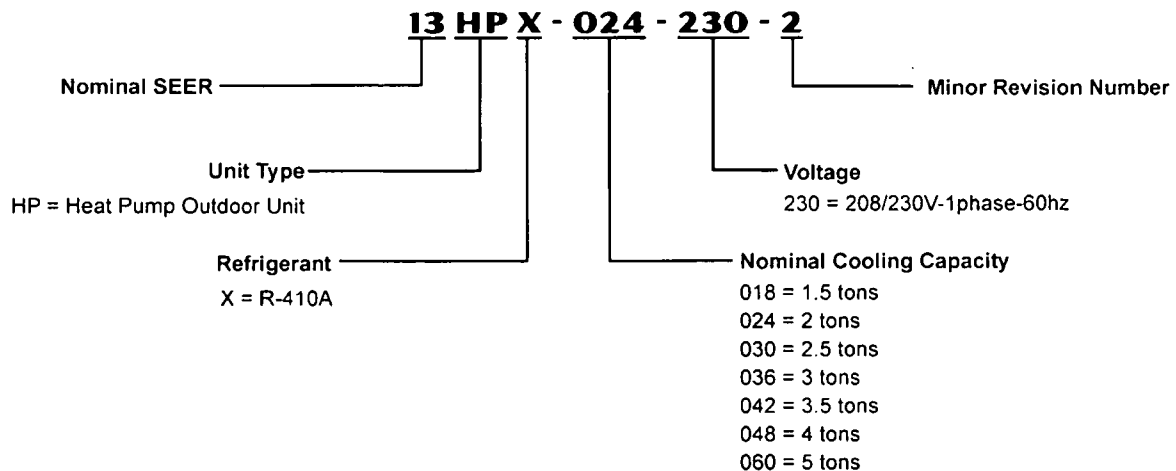 13 HP X - 024 - 230 - 2
Nominal SEER
Minor Revision Number
Unit Type
HP = Heat Pump Outdoor Unit
Voltage
230 = 208/230V-1phase-60hz
Refrigerant
X = R-410A
Nominal Cooling Capacity
018 = 1.5 tons
024 = 2 tons
030 = 2.5 tons
036 = 3 tons
042 = 3.5 tons
048 = 4 tons
060 = 5 tons